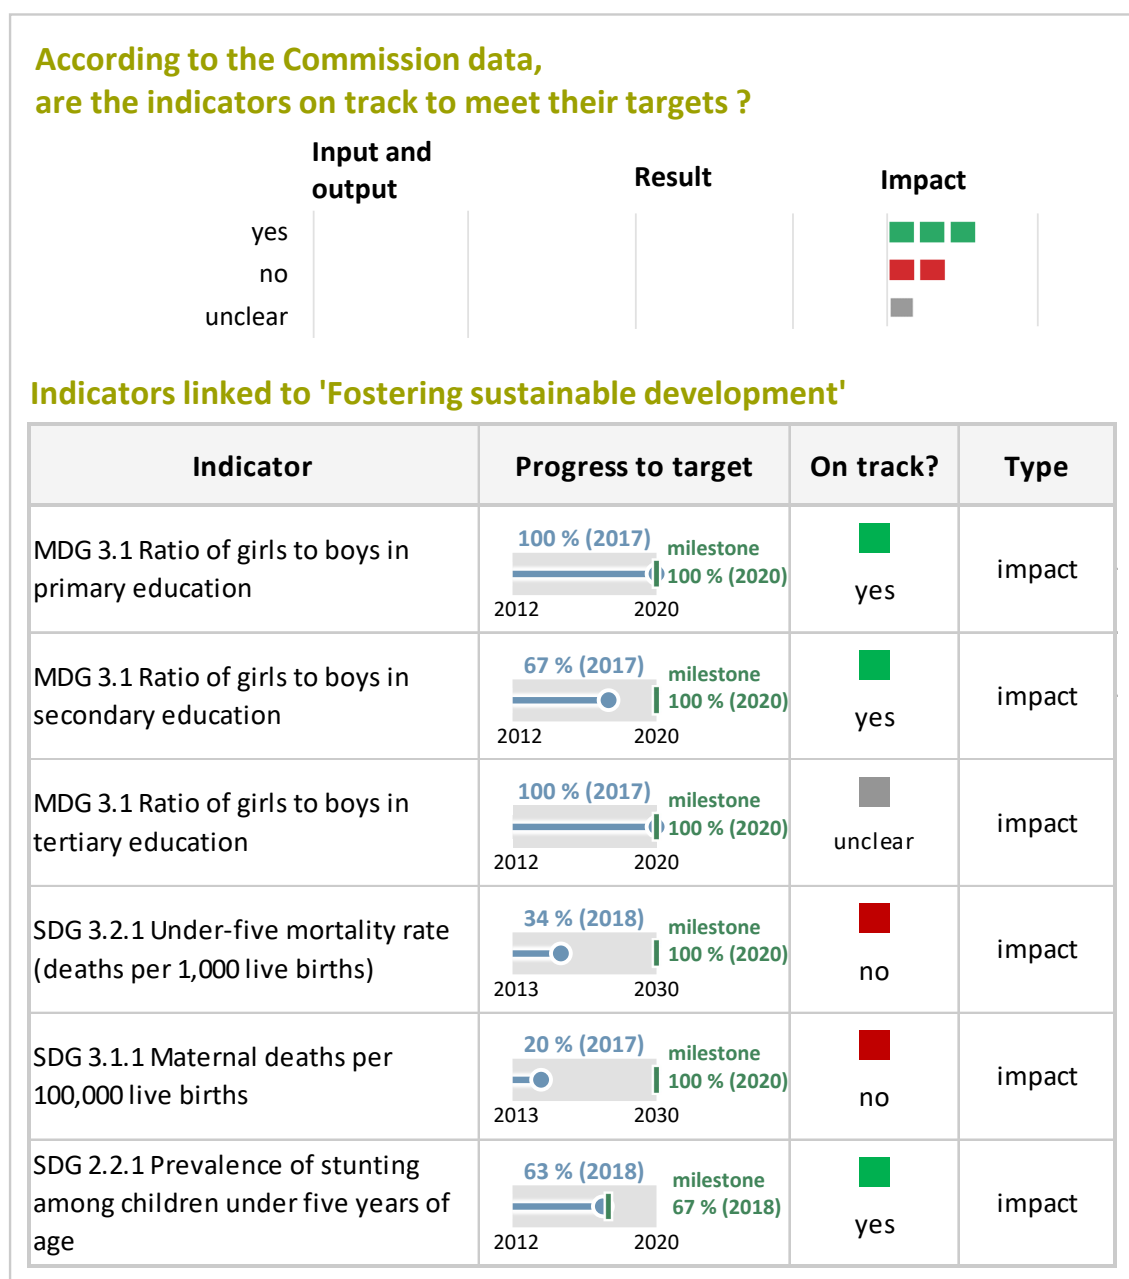 According to the Commission data,
are the indicators on track to meet their targets ?
Input and
output
Result
Impact
yes
no
unclear
Indicators linked to 'Fostering sustainable development'
Indicator
Progress to target
On track?
Type
MDG 3.1 Ratio of girls to boys in
primary education
100 % (2017)
milestone
100 % (2020)
2012
2020
yes
impact
MDG 3.1 Ratio of girls to boys in
secondary education
67 % (2017)
milestone
100 % (2020)
2012
2020
yes
impact
MDG 3.1 Ratio of girls to boys in
tertiary education
100 % (2017)
milestone
100 % (2020)
2012
2020
unclear
impact
SDG 3.2.1 Under-five mortality rate
(deaths per 1,000 live births)
34 % (2018)
milestone
100 % (2020)
2013
2030
no
impact
SDG 3.1.1 Maternal deaths per
100,000 live births
20 % (2017)
milestone
100 % (2020)
2013
2030
no
impact
SDG 2.2.1 Prevalence of stunting
among children under five years of
age
63 % (2018)
milestone
67 % (2018)
2012
2020
yes
impact